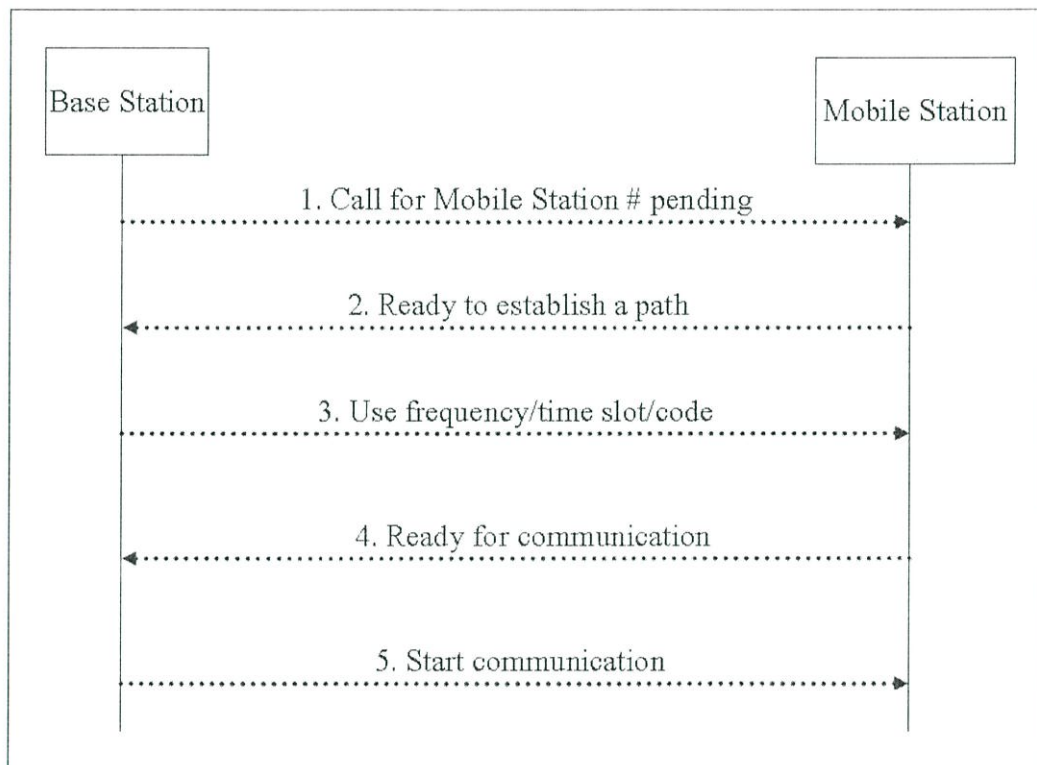 Base Station
Mobile Station
1. Call for Mobile Station # pending
2. Ready to establish a path
3. Use frequency/time slot/code
4. Ready for communication
5. Start communication